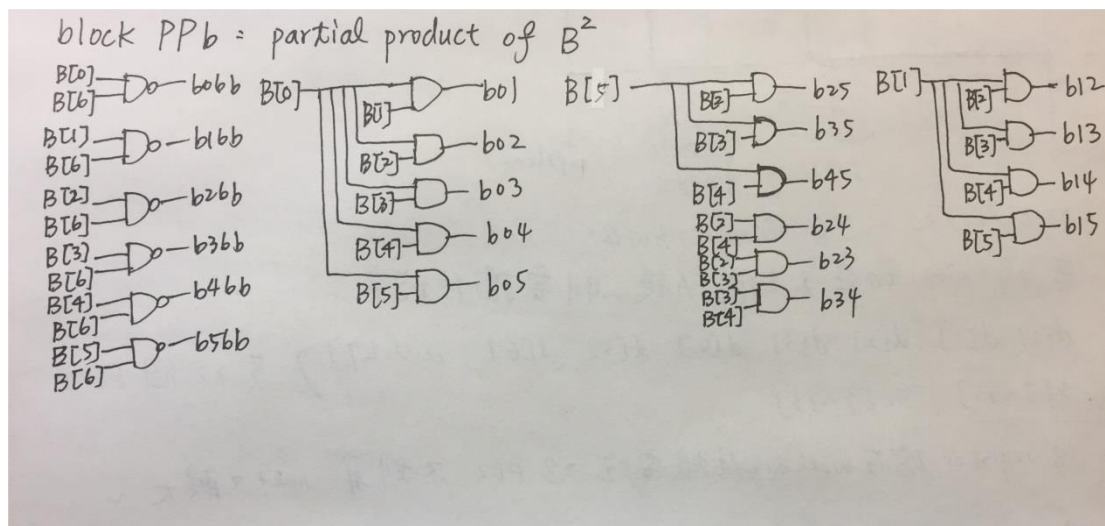 block PPb = partial product of B²
B[0]
B[6]
b06b
B[1]
B[6]
b16b
B[2]
B[6]
b26b
B[3]
B[6]
b36b
B[4]
B[6]
b46b
B[5]
B[6]
b56b
B[0]
B[1]
b01
B[2]
b02
B[3]
b03
B[4]
b04
B[5]
b05
B[5]
B[2]
b25
B[3]
b35
B[4]
b45
B[2]
B[4]
b24
B[2]
B[3]
b23
B[3]
B[4]
b34
B[1]
B[2]
b12
B[3]
b13
B[4]
b14
B[5]
b15